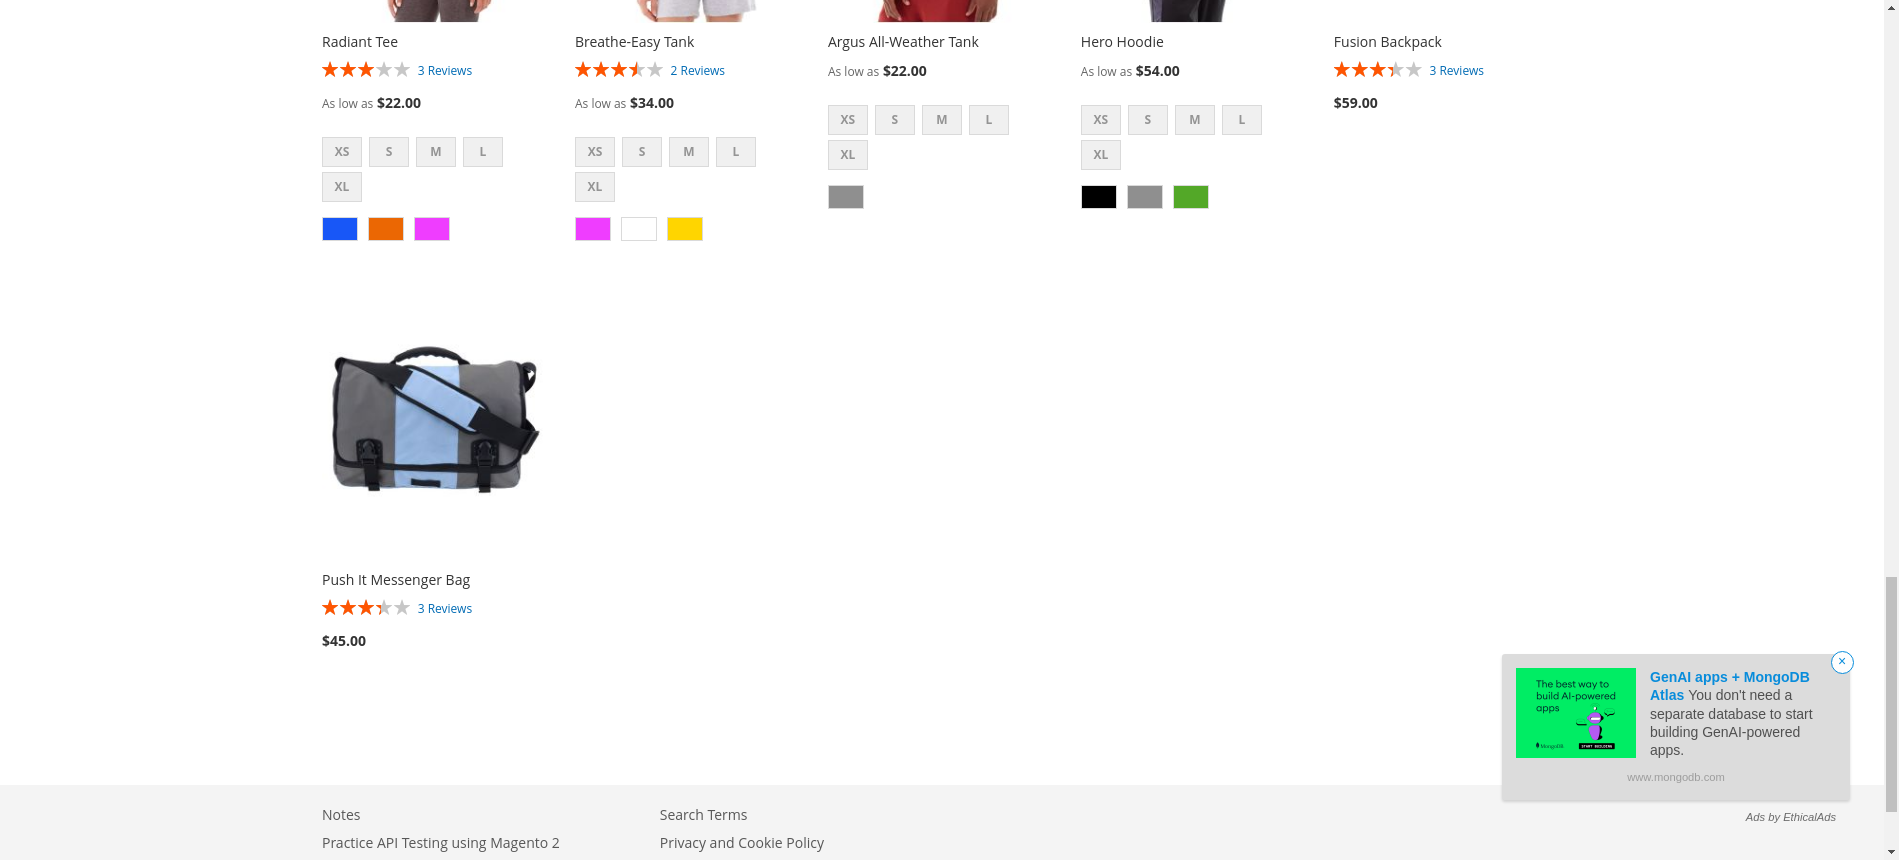 Radiant Tee
3 Reviews
As low as $22.00
XS S M L
XL
Breathe-Easy Tank
2 Reviews
As low as $34.00
XS S M L
XL
Argus All-Weather Tank
As low as $22.00
XS S M L
XL
Hero Hoodie
As low as $54.00
XS S M L
XL
Fusion Backpack
3 Reviews
$59.00
Push It Messenger Bag
3 Reviews
$45.00
×
The best way to
build AI-powered
apps
MongoDB
START BUILDING
GenAI apps + MongoDB
Atlas You don't need a
separate database to start
building GenAI-powered
apps.
www.mongodb.com
Ads by EthicalAds
Notes
Practice API Testing using Magento 2
Search Terms
Privacy and Cookie Policy